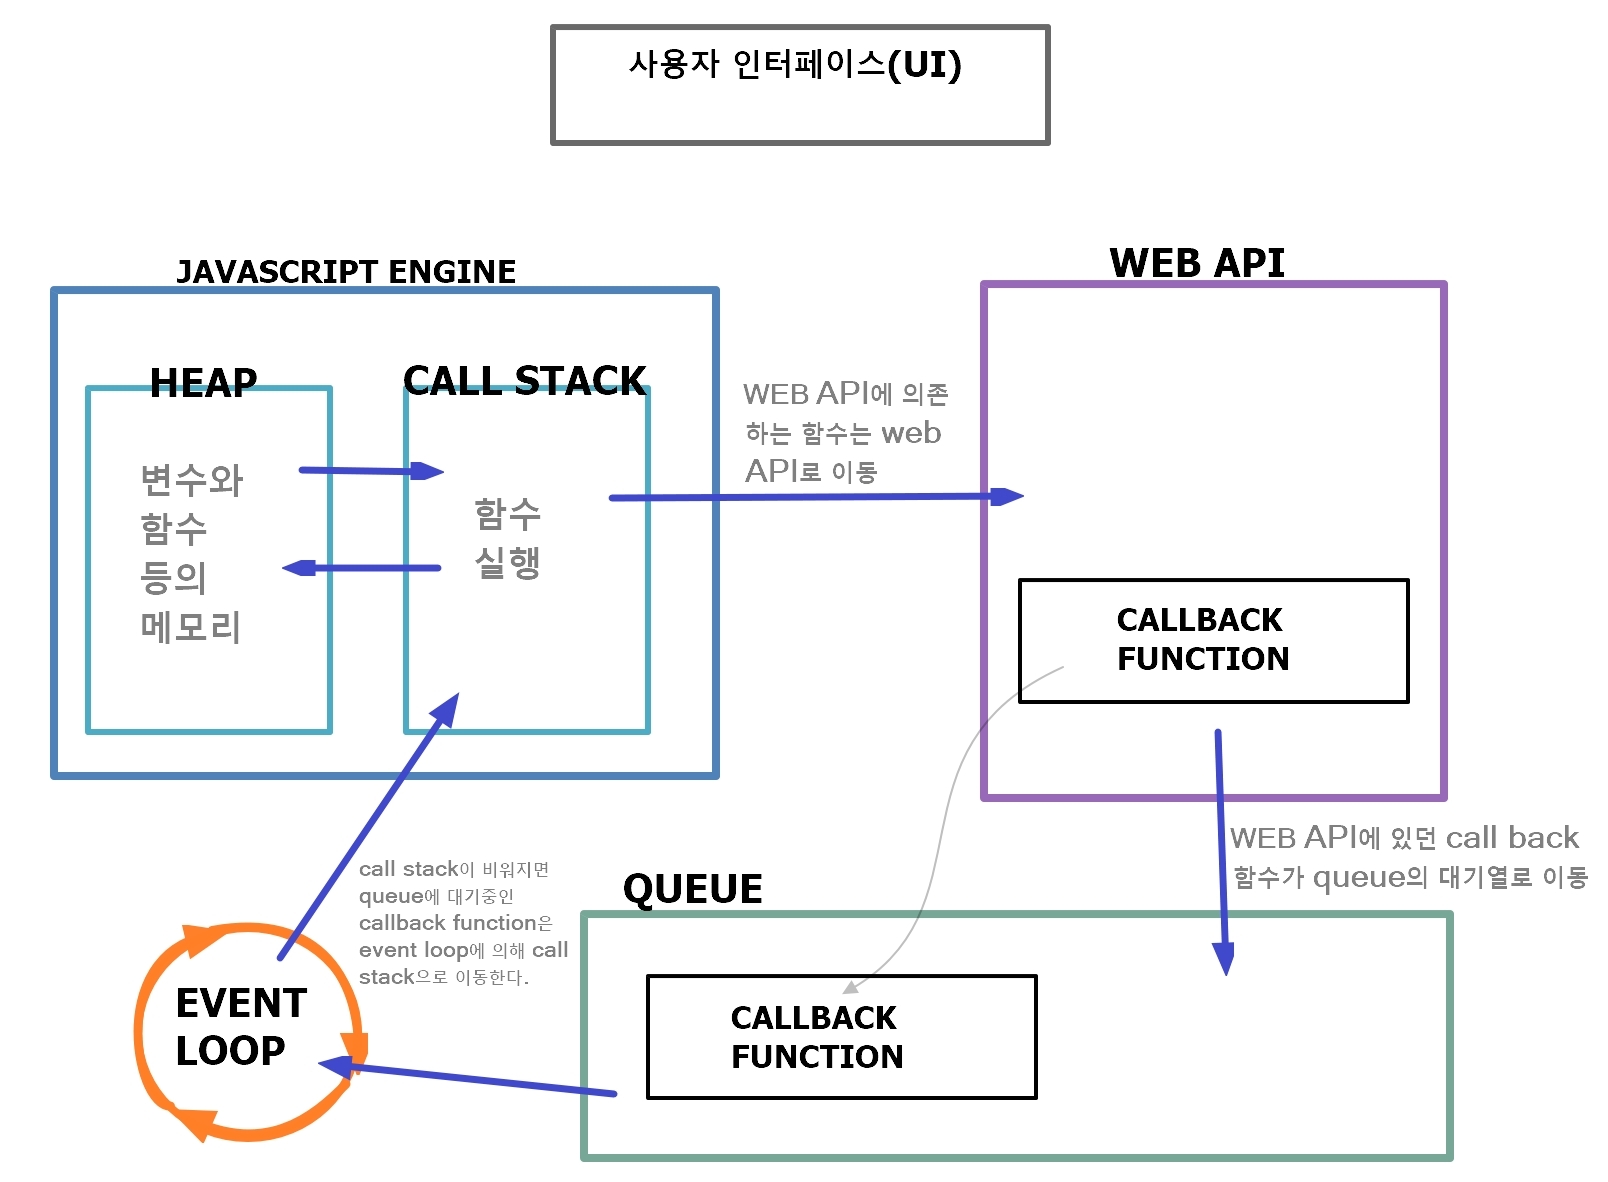 사용자 인터페이스(UI)
JAVASCRIPT ENGINE
HEAP
변수와
함수
등의
메모리
CALL STACK
함수
실행
WEB API에 의존
하는 함수는 web
API로 이동
WEB API
CALLBACK
FUNCTION
WEB API에 있던 call back
함수가 queue의 대기열로 이동
call stack이 비워지면
queue에 대기중인
callback function은
event loop에 의해 call
stack으로 이동한다.
EVENT
LOOP
QUEUE
CALLBACK
FUNCTION